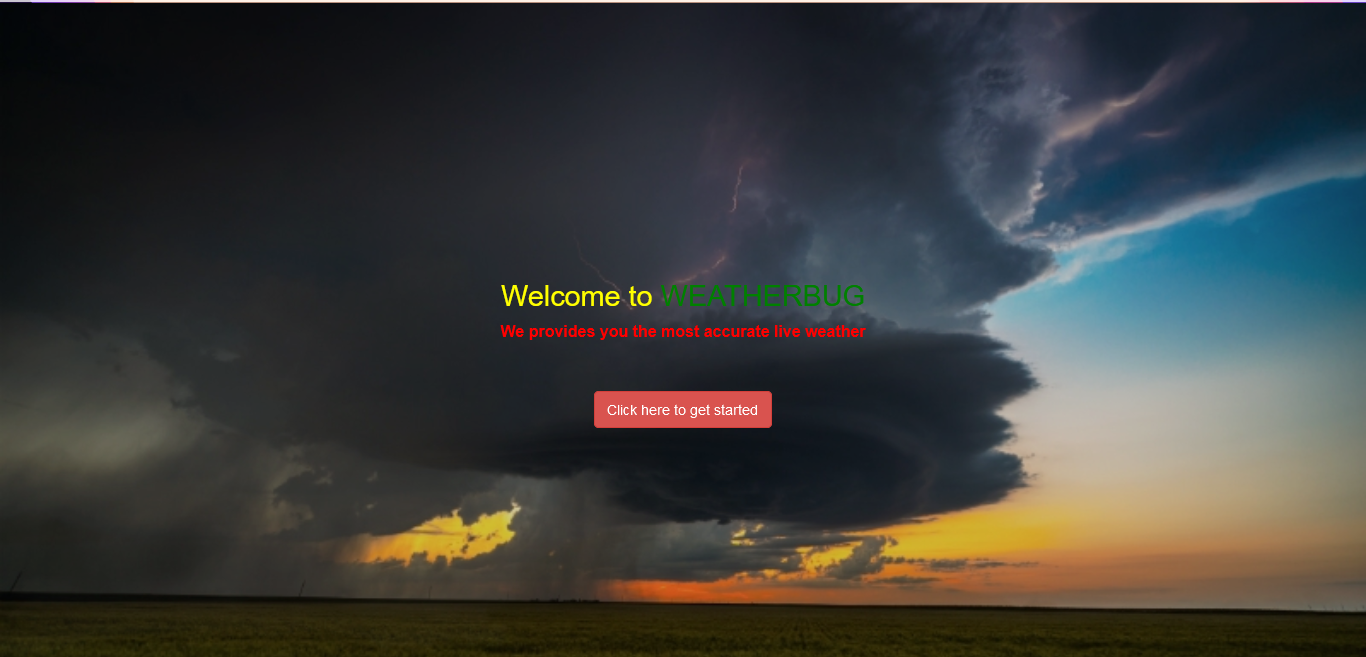 Welcome to WEATHERBUG
We provides you the most accurate live weather
Click here to get started